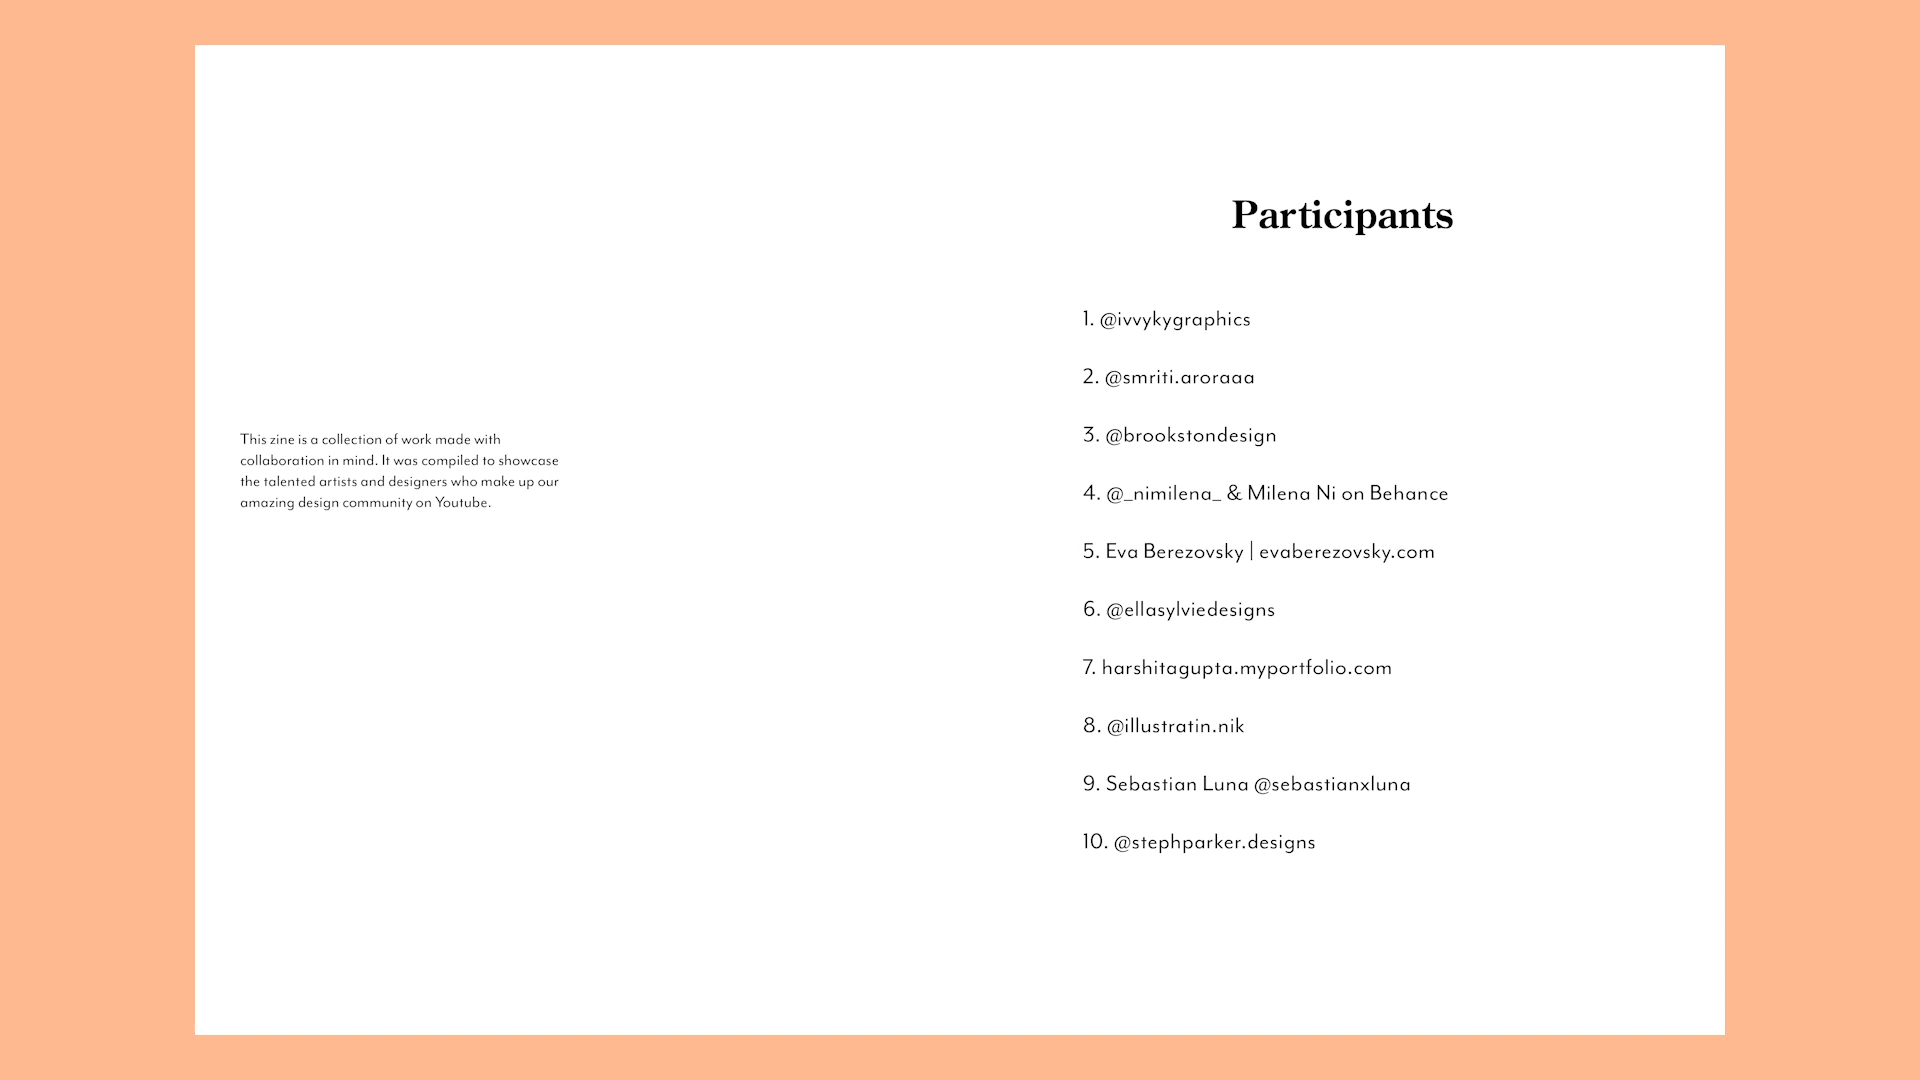 This zine is a collection of work made with
collaboration in mind. It was compiled to showcase
the talented artists and designers who make up our
amazing design community on Youtube.
Participants
1. @ivvykygraphics
2. @smriti.aroraaa
3. @brookstondesign
4. @_nimilena_ & Milena Ni on Behance
5. Eva Berezovsky | evaberezovsky.com
6. @ellasylviedesigns
7. harshitagupta.myportfolio.com
8. @illustratin.nik
9. Sebastian Luna @sebastianxluna
10. @stephparker.designs